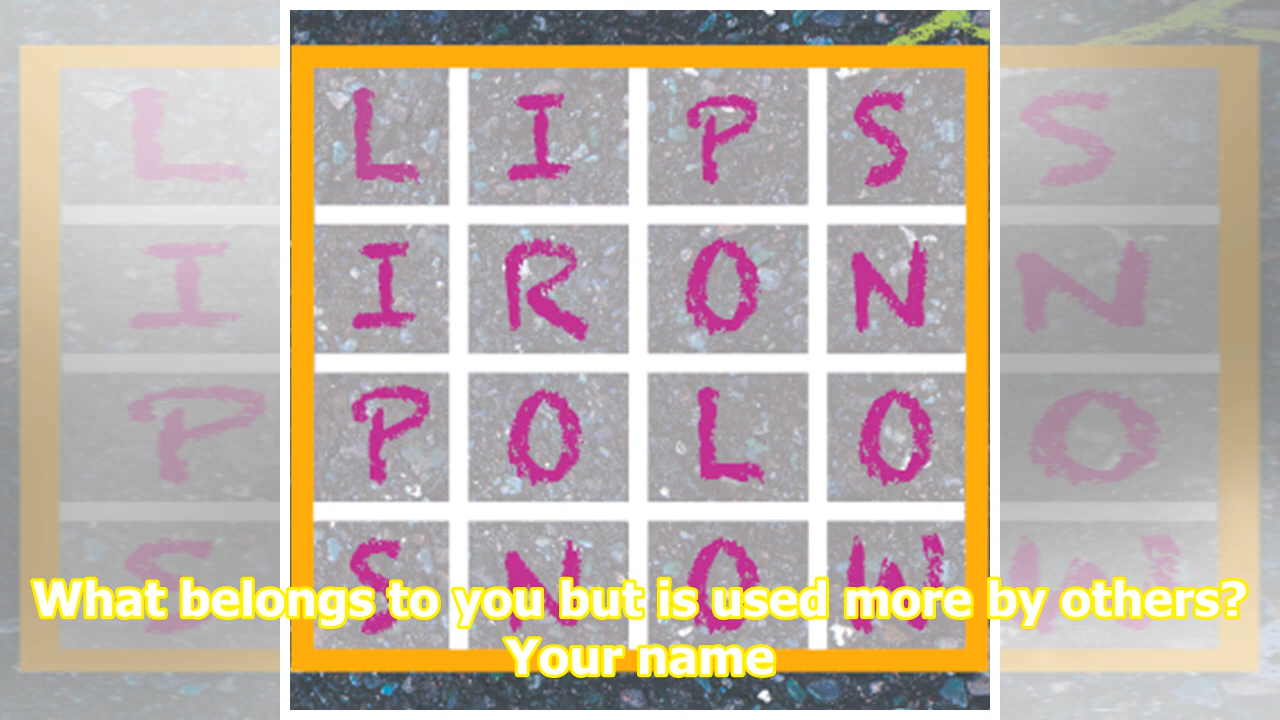 L I P S
I R O N
P O L O
S N O W
What belongs to you but is used more by others?
Your name